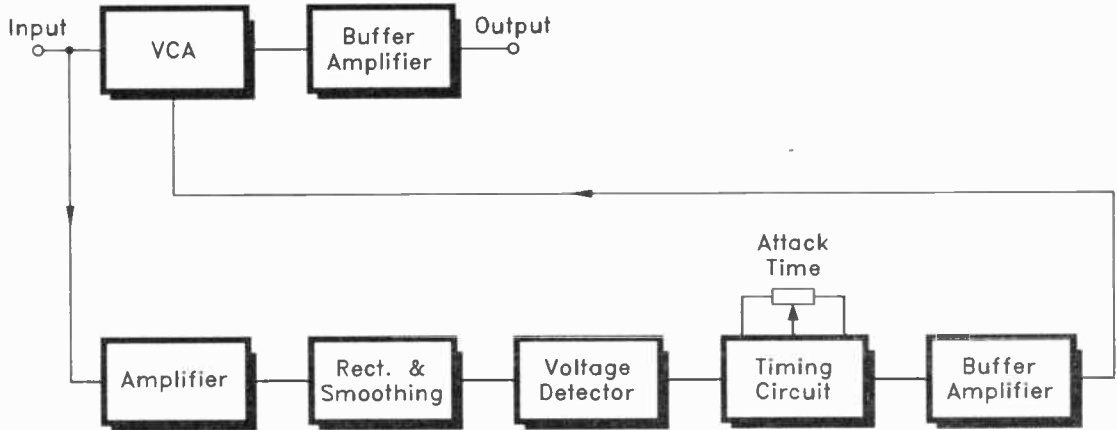 Input
VCA
Buffer
Amplifier
Output
Attack
Time
Amplifier
Rect. &
Smoothing
Voltage
Detector
Timing
Circuit
Buffer
Amplifier